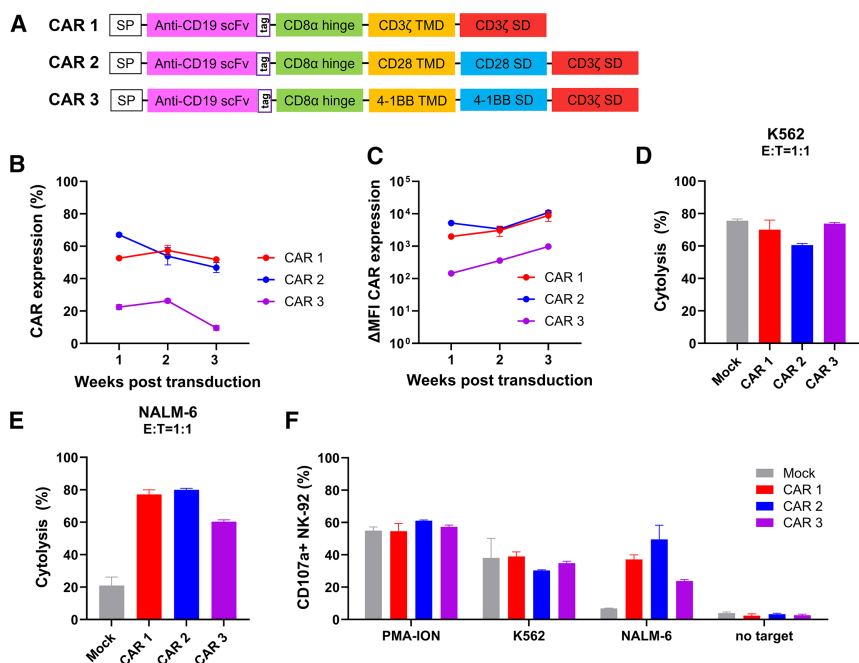 A
CAR 1 SP Anti-CD19 scFv tag CD8α hinge CD3ζ TMD CD3ζ SD
CAR 2 SP Anti-CD19 scFv tag CD8α hinge CD28 TMD CD28 SD CD3ζ SD
CAR 3 SP Anti-CD19 scFv tag CD8α hinge 4-1BB TMD 4-1BB SD CD3ζ SD
B
CAR expression (%)
100
80
60
40
20
0
1 2 3
Weeks post transduction
CAR 1
CAR 2
CAR 3
C
ΔMFI CAR expression
10⁵
10⁴
10³
10²
10¹
10⁰
1 2 3
Weeks post transduction
CAR 1
CAR 2
CAR 3
D
K562
E:T=1:1
Cytolysis (%)
100
80
60
40
20
0
Mock CAR 1 CAR 2 CAR 3
E
NALM-6
E:T=1:1
Cytolysis (%)
100
80
60
40
20
0
Mock CAR 1 CAR 2 CAR 3
F
CD107a+ NK-92 (%)
100
80
60
40
20
0
PMA-ION K562 NALM-6 no target
Mock
CAR 1
CAR 2
CAR 3